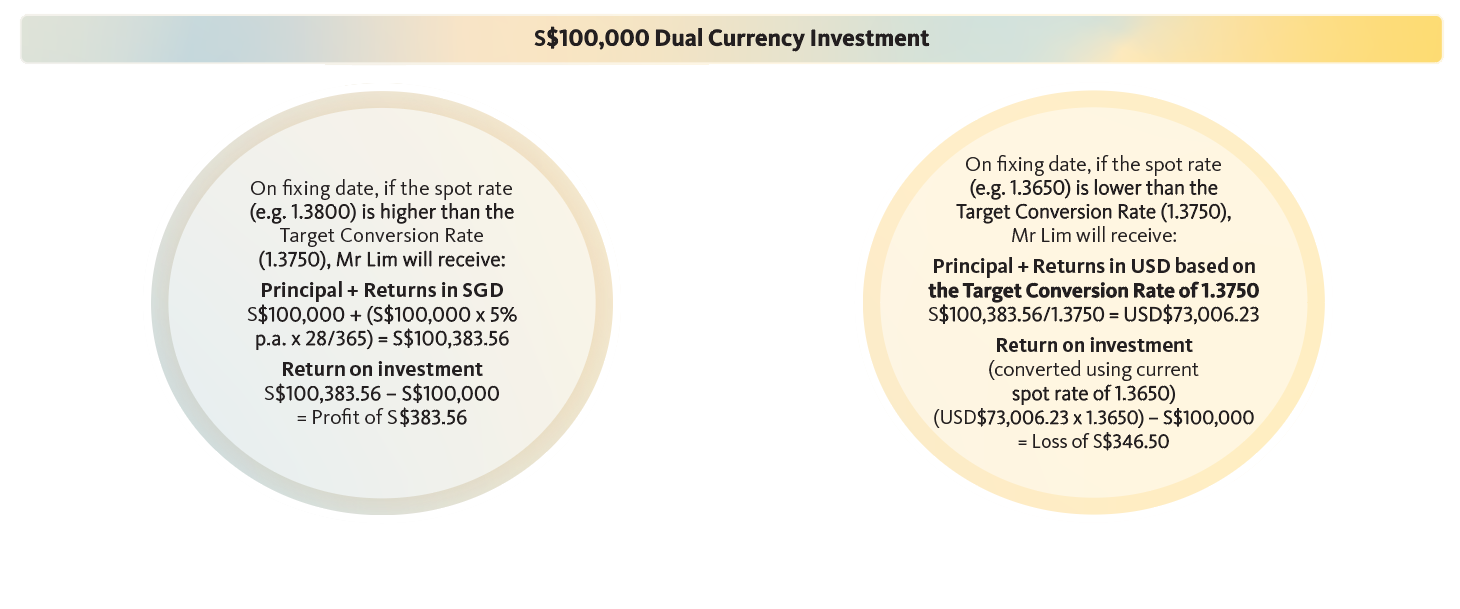 S$100,000 Dual Currency Investment
On fixing date, if the spot rate
(e.g. 1.3800) is higher than the
Target Conversion Rate
(1.3750), Mr Lim will receive:
Principal + Returns in SGD
S$100,000 + (S$100,000 x 5%
p.a. x 28/365) = S$100,383.56
Return on investment
S$100,383.56 – S$100,000
= Profit of S$383.56
On fixing date, if the spot rate
(e.g. 1.3650) is lower than the
Target Conversion Rate (1.3750),
Mr Lim will receive:
Principal + Returns in USD based on
the Target Conversion Rate of 1.3750
S$100,383.56/1.3750 = USD$73,006.23
Return on investment
(converted using current
spot rate of 1.3650)
(USD$73,006.23 x 1.3650) – S$100,000
= Loss of S$346.50